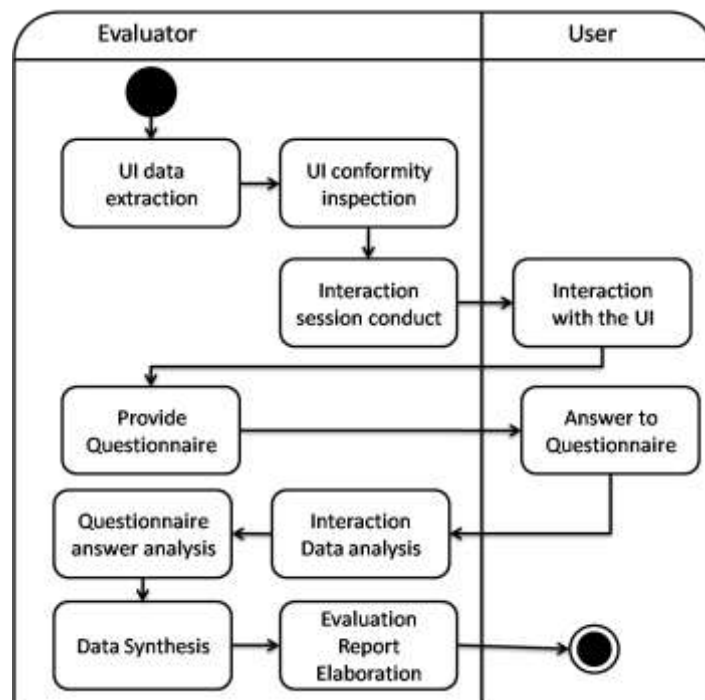 Evaluator
User
UI data
extraction
UI conformity
inspection
Interaction
session conduct
Interaction
with the UI
Provide
Questionnaire
Answer to
Questionnaire
Questionnaire
answer analysis
Interaction
Data analysis
Data Synthesis
Evaluation
Report
Elaboration